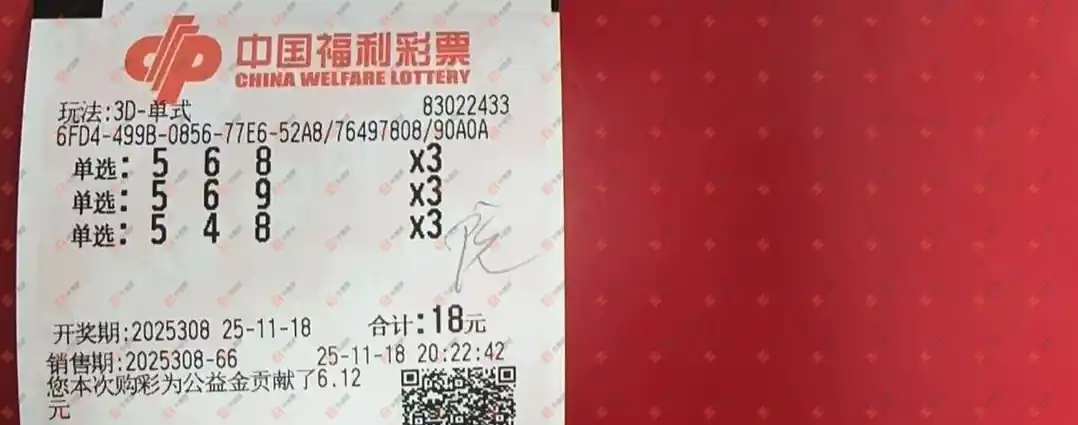 中国福利彩票
CHINA WELFARE LOTTERY
玩法:3D-单式 83022433
6FD4-499B-0856-77E6-52A8/76497808/90A0A
单选: 5 6 8 x3
单选: 5 6 9 x3
单选: 5 4 8 x3
开奖期:2025308 25-11-18 合计:18元
销售期:2025308-66 25-11-18 20:22:42
您本次购彩为公益金贡献了6.12
元